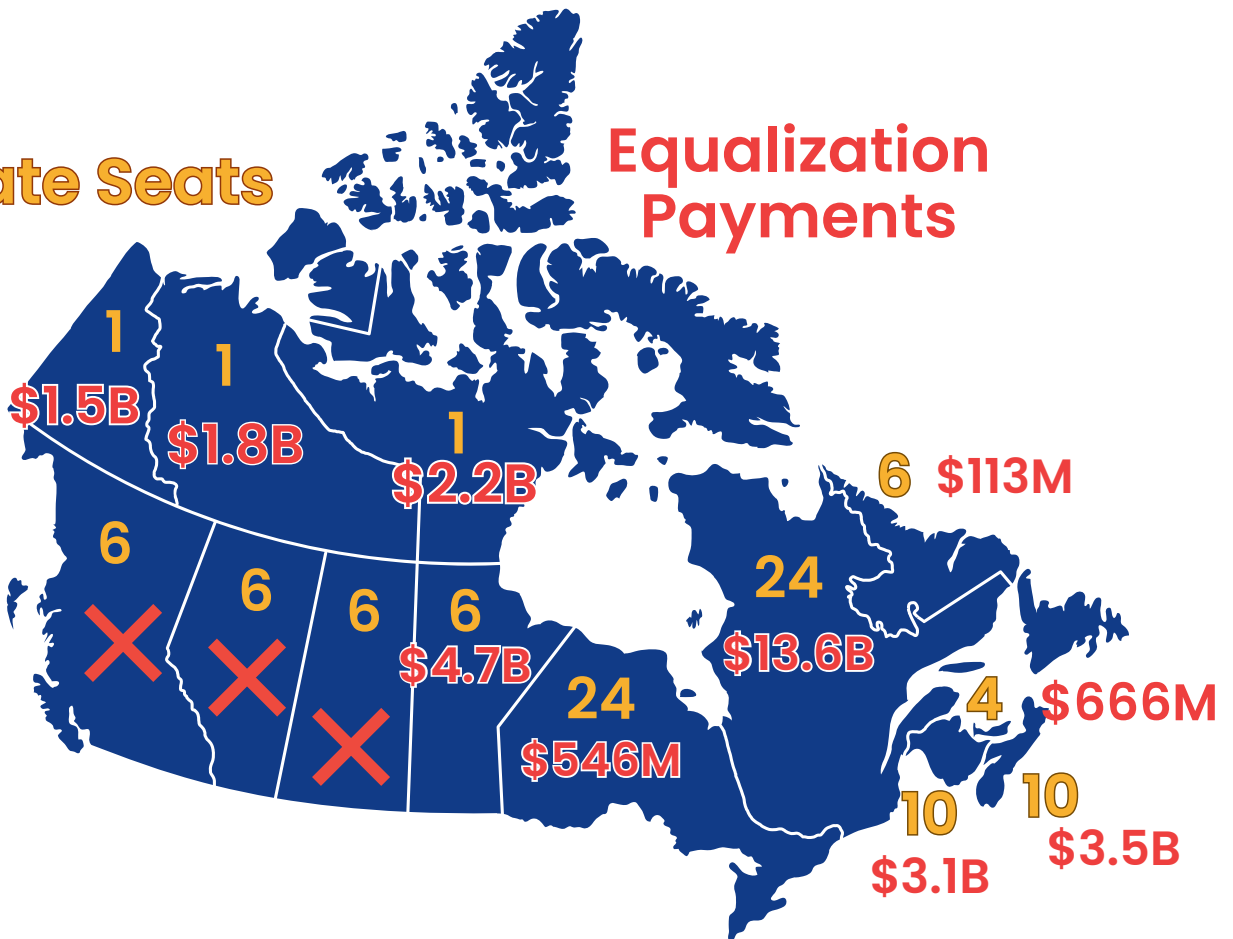 ate Seats
Equalization
Payments
1
$1.5B
1
$1.8B
1
$2.2B
6 $113M
6
6
6
6
$4.7B
24
$546M
24
$13.6B
4 $666M
10
$3.1B
10
$3.5B